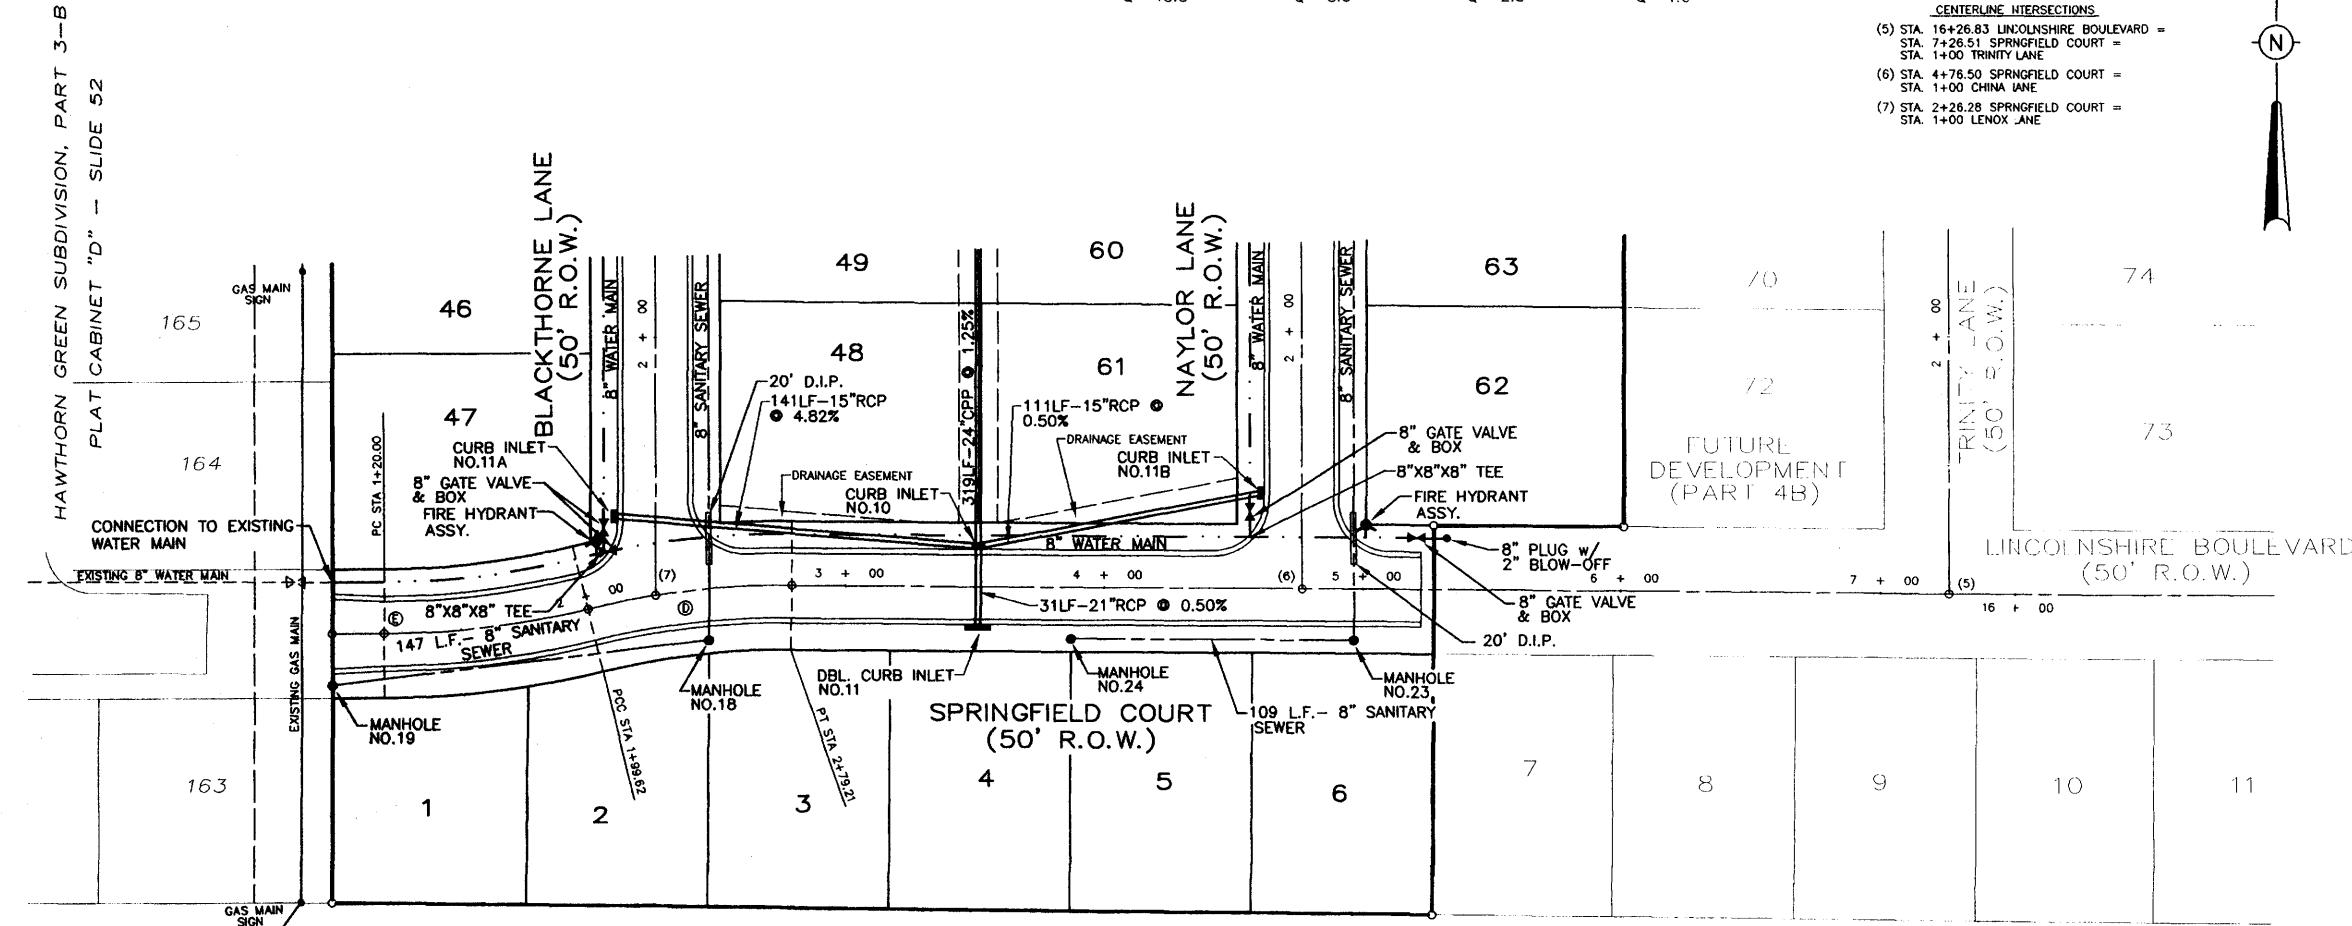 CENTERLINE NTERSECTIONS
(5) STA. 16+26.83 LINCOLNSHIRE BOULEVARD =
STA. 7+26.51 SPRNGFIELD COURT =
STA. 1+00 TRINITY LANE
(6) STA. 4+76.50 SPRNGFIELD COURT =
STA. 1+00 CHINA LANE
(7) STA. 2+26.28 SPRNGFIELD COURT =
STA. 1+00 LENOX LANE
N
HAWTHORN GREEN SUBDIVISION, PART 3-B
PLAT CABINET "D" - SLIDE 52
GAS MAIN
SIGN
165
164
163
46
47
BLACKTHORNE LANE
(50' R.O.W.)
8" WATER MAIN
2 + 00
8" SANITARY SEWER
49
48
60
61
319LF-24"CPP @ 1.25%
NAYLOR LANE
(50' R.O.W.)
8" WATER MAIN
2 + 00
8" SANITARY SEWER
63
62
70
72
74
73
2 + 00
TRINITY LANE
(50' R.O.W.)
FUTURE
DEVELOPMENT
(PART 4B)
20' D.I.P.
141LF-15"RCP
@ 4.82%
111LF-15"RCP @
0.50%
DRAINAGE EASEMENT
CURB INLET
NO.11B
DRAINAGE EASEMENT
CURB INLET
NO.10
CURB INLET
NO.11A
8" GATE VALVE
& BOX
FIRE HYDRANT
ASSY.
8" GATE VALVE
& BOX
8"X8"X8" TEE
FIRE HYDRANT
ASSY.
PC STA 1+20.00
CONNECTION TO EXISTING
WATER MAIN
EXISTING 8" WATER MAIN
8" WATER MAIN
8" PLUG w/
2" BLOW-OFF
LINCOLNSHIRE BOULEVARD
(50' R.O.W.)
2 + 00
(7)
3 + 00
4 + 00
(6)
5 + 00
6 + 00
7 + 00
(5)
16 + 00
8"X8"X8" TEE
E
D
31LF-21"RCP @ 0.50%
8" GATE VALVE
& BOX
20' D.I.P.
147 L.F.- 8" SANITARY
SEWER
EXISTING GAS MAIN
MANHOLE
NO.19
MANHOLE
NO.18
DBL. CURB INLET
NO.11
MANHOLE
NO.24
MANHOLE
NO.23
109 L.F.- 8" SANITARY
SEWER
PCC STA 1+99.62
PT STA 2+79.21
SPRINGFIELD COURT
(50' R.O.W.)
1
2
3
4
5
6
7
8
9
10
11
GAS MAIN
SIGN